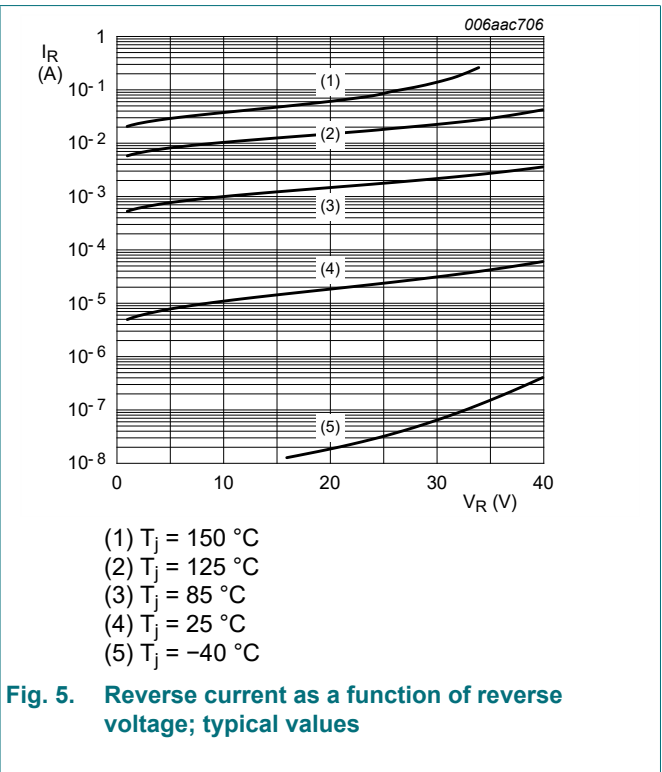 006aac706
1
I_R
(A)
10⁻¹
10⁻²
10⁻³
10⁻⁴
10⁻⁵
10⁻⁶
10⁻⁷
10⁻⁸
(1)
(2)
(3)
(4)
(5)
0 10 20 30 40
V_R (V)
(1) T_j = 150 °C
(2) T_j = 125 °C
(3) T_j = 85 °C
(4) T_j = 25 °C
(5) T_j = −40 °C
Fig. 5. Reverse current as a function of reverse
voltage; typical values